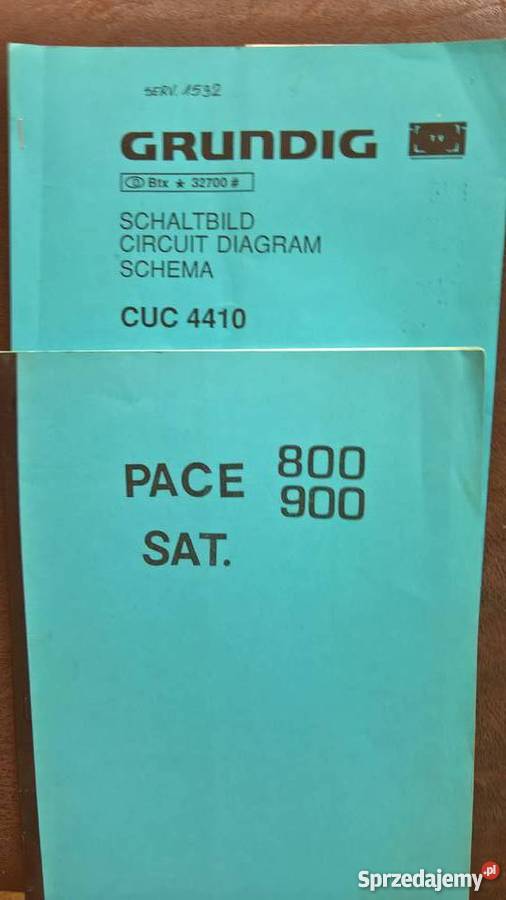 SERV. 1532
GRUNDIG
Btx ★ 32700 #
SCHALTBILD
CIRCUIT DIAGRAM
SCHEMA
CUC 4410
PACE 800
900
SAT.
Sprzedajemy.pl